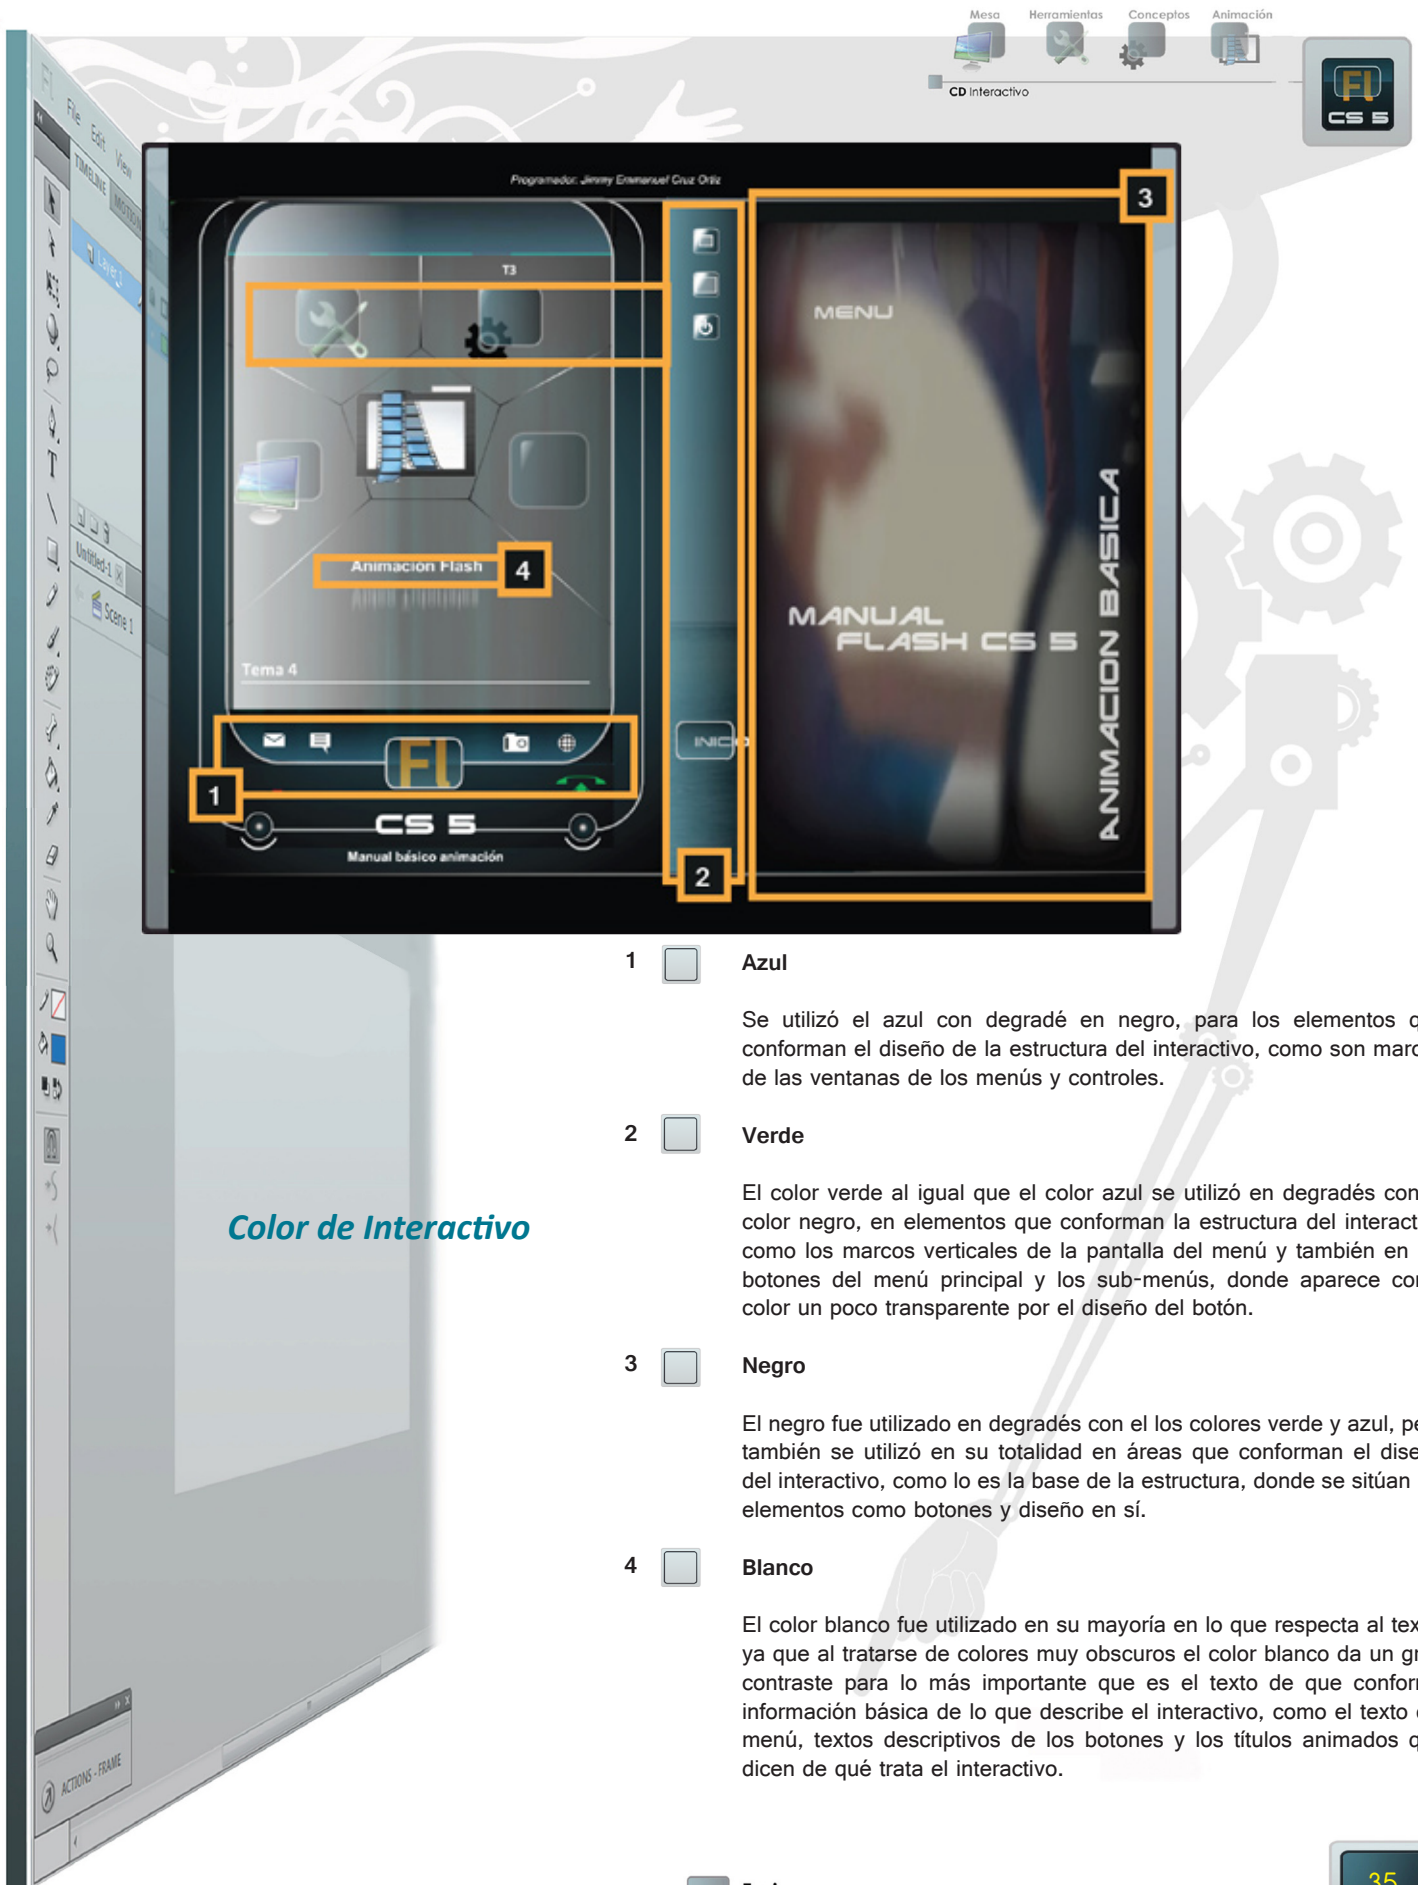 Mesa
Herramientas
Conceptos
Animación
CD Interactivo
Fl
CS 5
Fl
File
Edit
View
TIMELINE
MOTION
Layer 1
Untitled-1
Scene 1
ACTIONS - FRAME
Programador: Jimmy Emmanuel Cruz Ortiz
3
T3
MENU
Animación Flash
4
MANUAL
FLASH CS 5
ANIMACION BASICA
Tema 4
INICIO
Fl
1
CS 5
Manual básico animación
2
Color de Interactivo
1 Azul
Se utilizó el azul con degradé en negro, para los elementos q
conforman el diseño de la estructura del interactivo, como son marc
de las ventanas de los menús y controles.
2 Verde
El color verde al igual que el color azul se utilizó en degradés con
color negro, en elementos que conforman la estructura del interact
como los marcos verticales de la pantalla del menú y también en
botones del menú principal y los sub-menús, donde aparece con
color un poco transparente por el diseño del botón.
3 Negro
El negro fue utilizado en degradés con el los colores verde y azul, pe
también se utilizó en su totalidad en áreas que conforman el dise
del interactivo, como lo es la base de la estructura, donde se sitúan
elementos como botones y diseño en sí.
4 Blanco
El color blanco fue utilizado en su mayoría en lo que respecta al tex
ya que al tratarse de colores muy obscuros el color blanco da un gr
contraste para lo más importante que es el texto de que conform
información básica de lo que describe el interactivo, como el texto
menú, textos descriptivos de los botones y los títulos animados q
dicen de qué trata el interactivo.
35